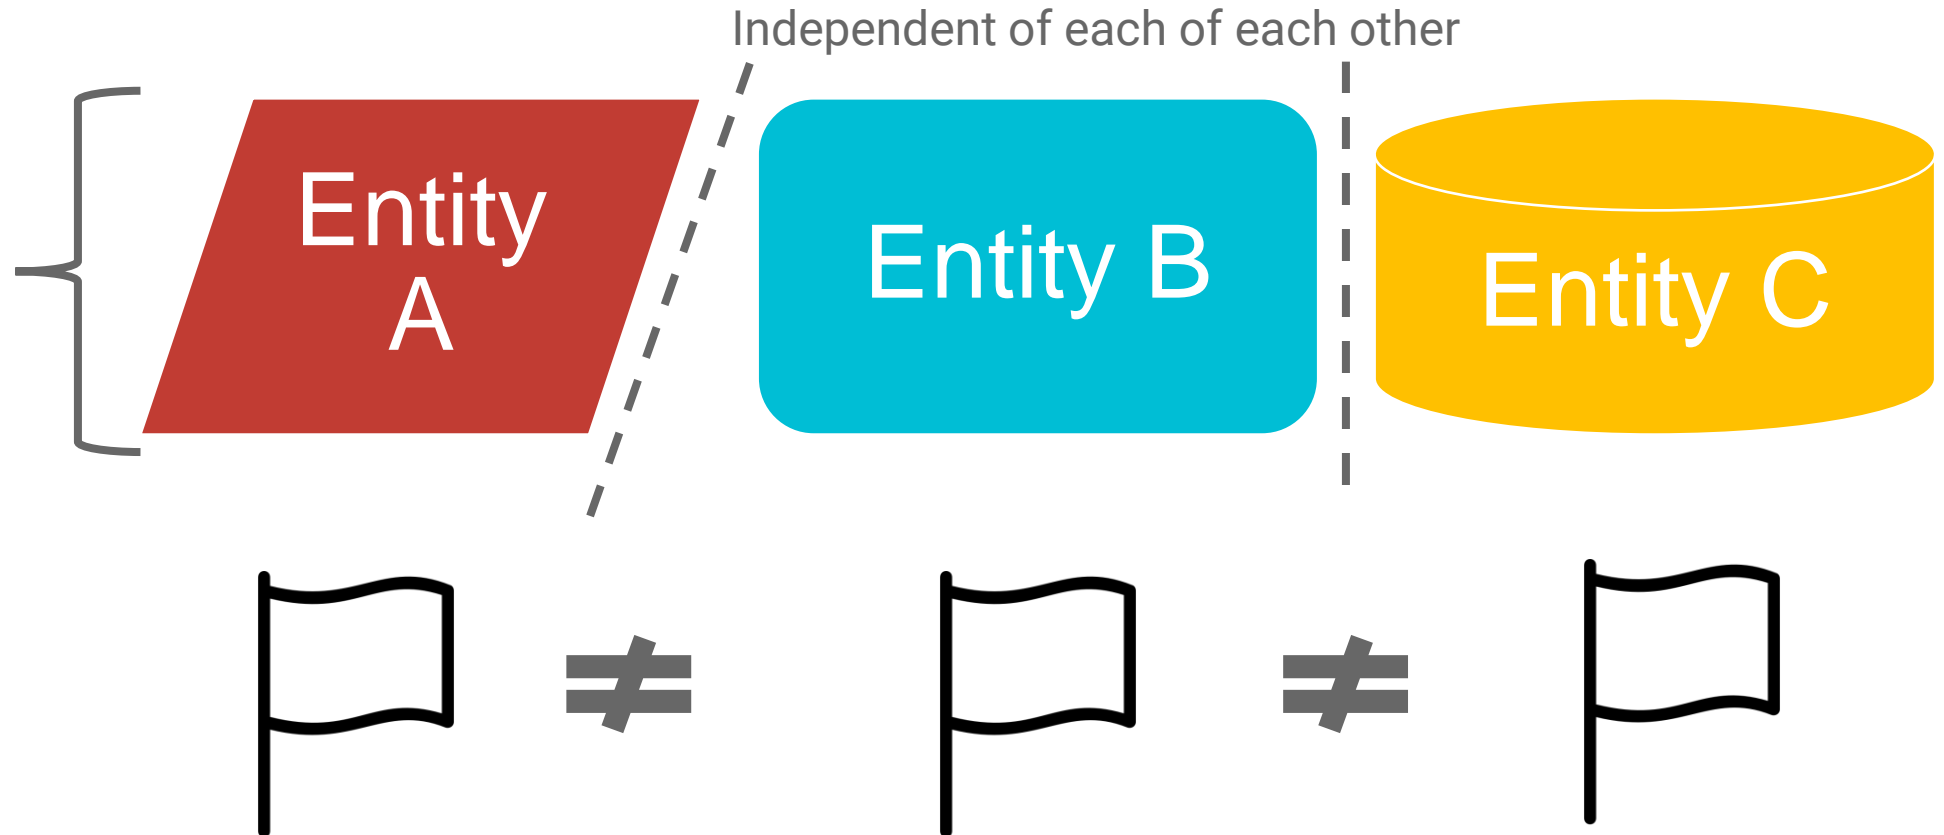 Independent of each of each other
Entity
A
Entity B
Entity C